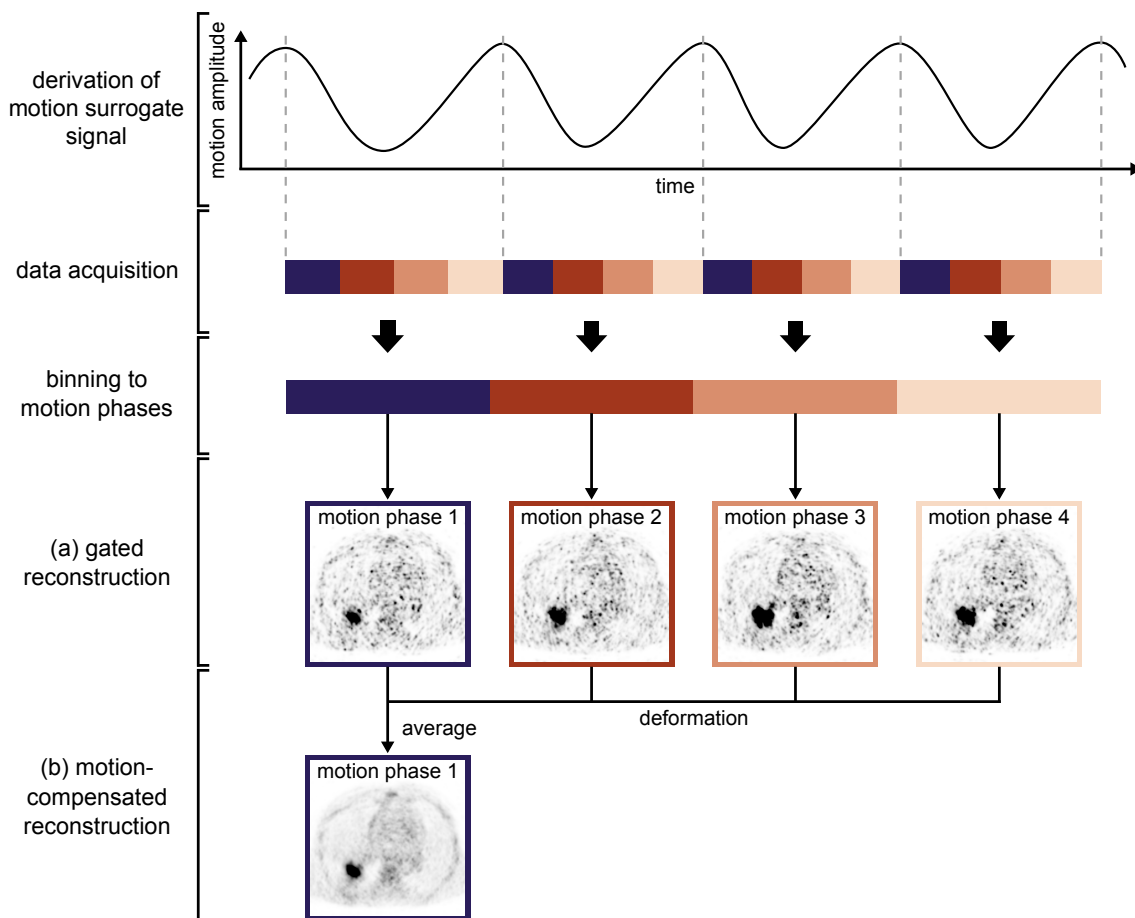 derivation of
motion surrogate
signal
motion amplitude
time
data acquisition
binning to
motion phases
(a) gated
reconstruction
motion phase 1
motion phase 2
motion phase 3
motion phase 4
deformation
average
(b) motion-
compensated
reconstruction
motion phase 1